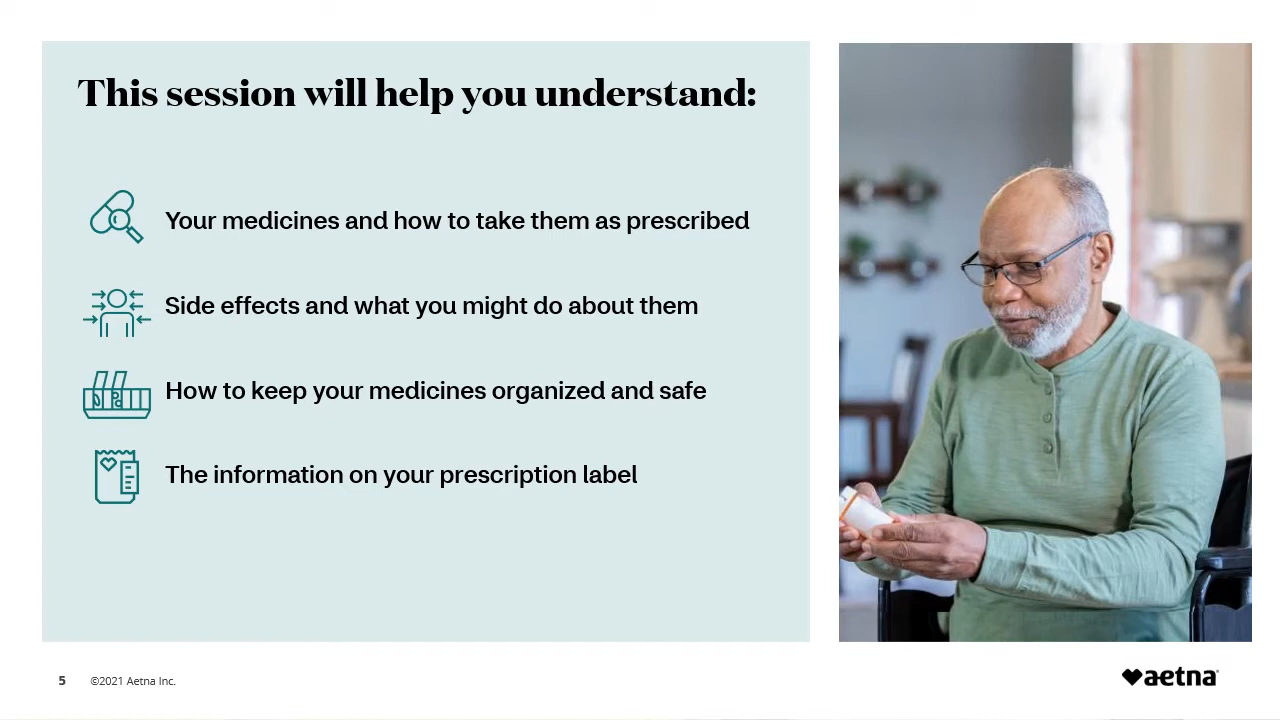 This session will help you understand:
Your medicines and how to take them as prescribed
Side effects and what you might do about them
How to keep your medicines organized and safe
The information on your prescription label
5 ©2021 Aetna Inc.
aetna®